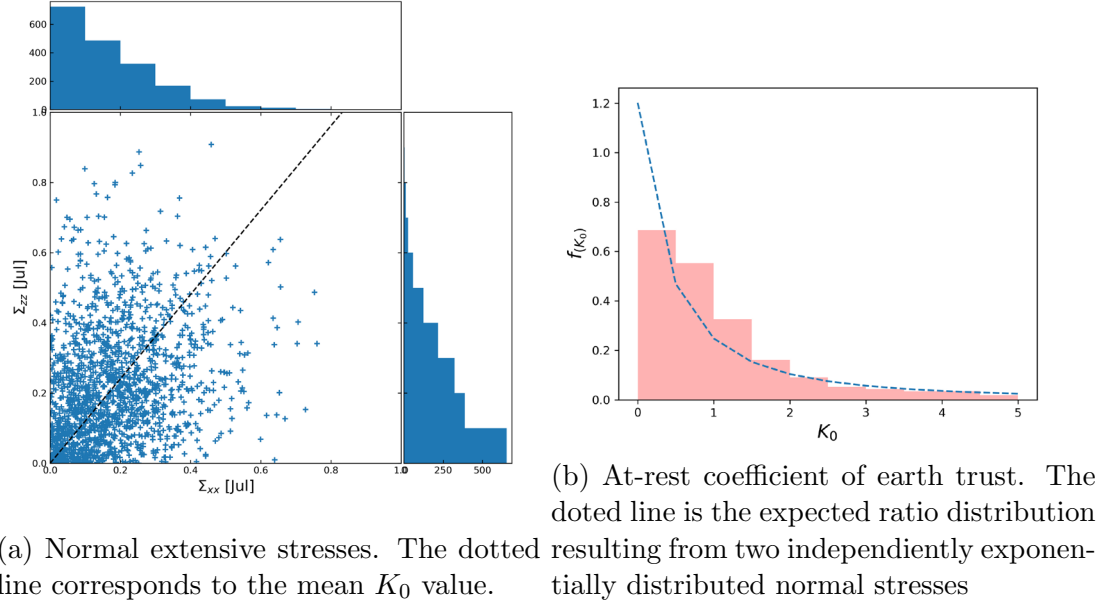 600
400
200
0
1.0
0.8
0.6
0.4
0.2
0.0
Σzz [Jul]
0.0 0.2 0.4 0.6 0.8 1.0
Σxx [Jul]
0 250 500
1.2
1.0
0.8
0.6
0.4
0.2
0.0
f(K0)
0 1 2 3 4 5
K0
(a) Normal extensive stresses. The dotted
line corresponds to the mean K0 value.
(b) At-rest coefficient of earth trust. The
doted line is the expected ratio distribution
resulting from two independently exponen-
tially distributed normal stresses